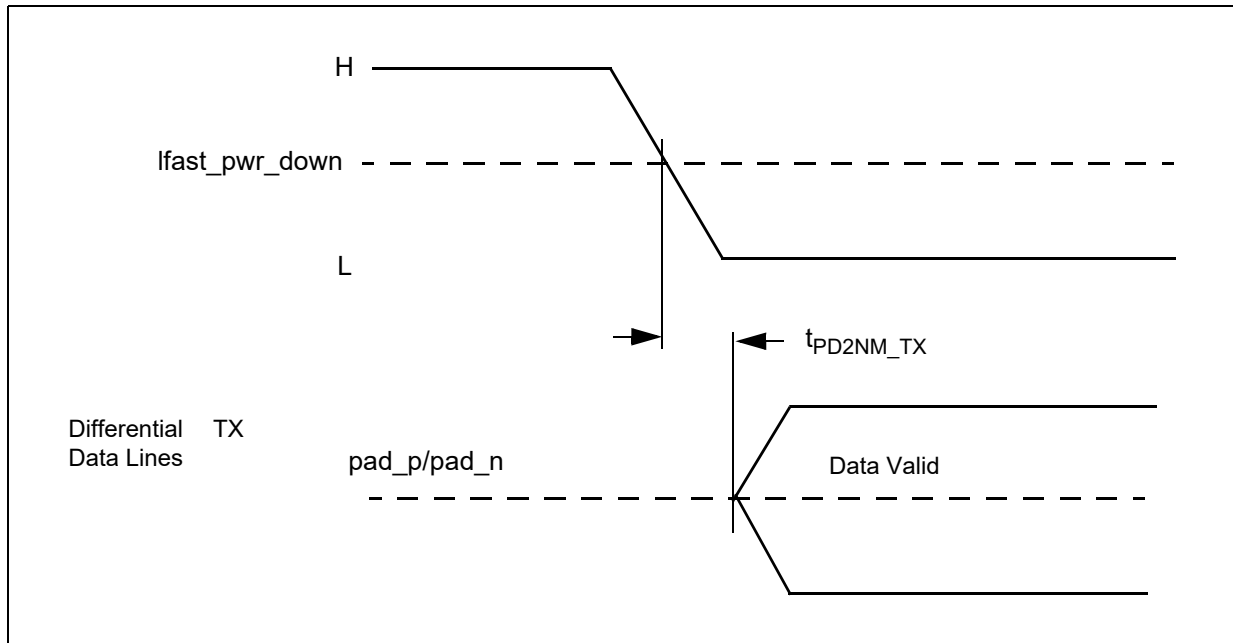 H
lfast_pwr_down
L
tPD2NM_TX
Differential TX
Data Lines
pad_p/pad_n
Data Valid